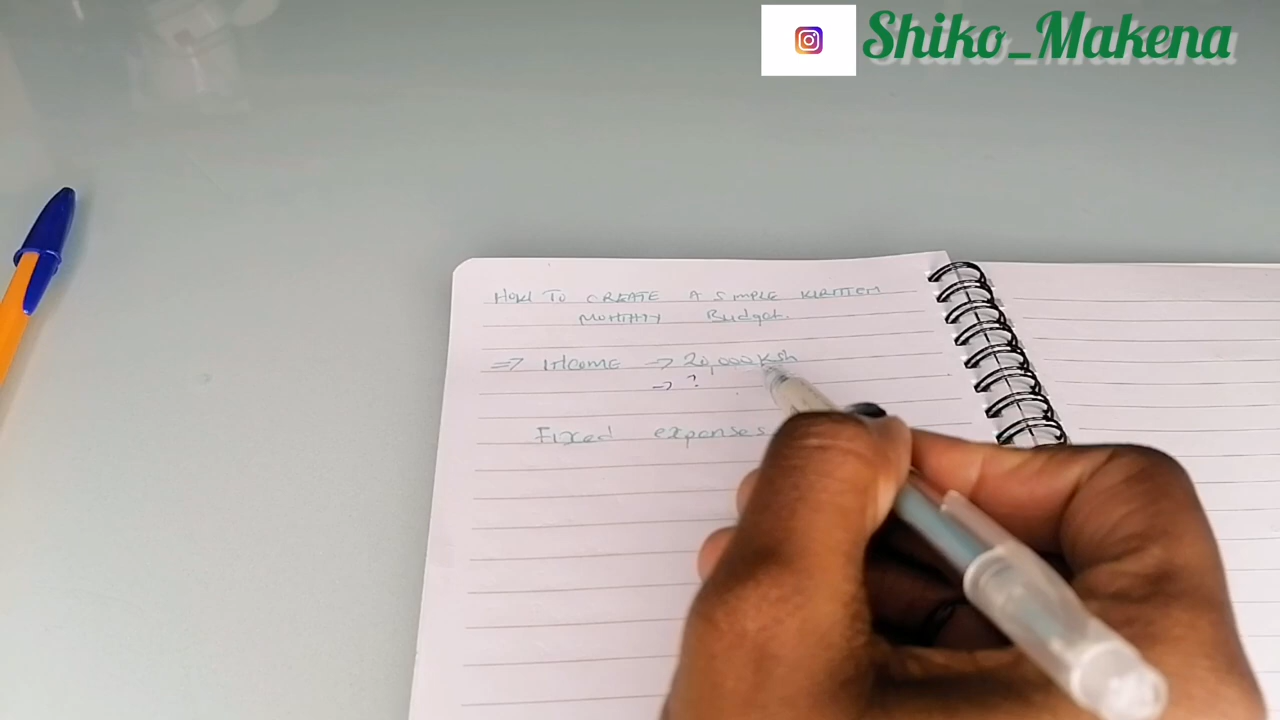 Shiko_Makena
HOW TO CREATE A SIMPLE WRITTEN
MONTHLY Budget.
=> INCOME -> 20,000 Ksh
-> ?
Fixed expenses